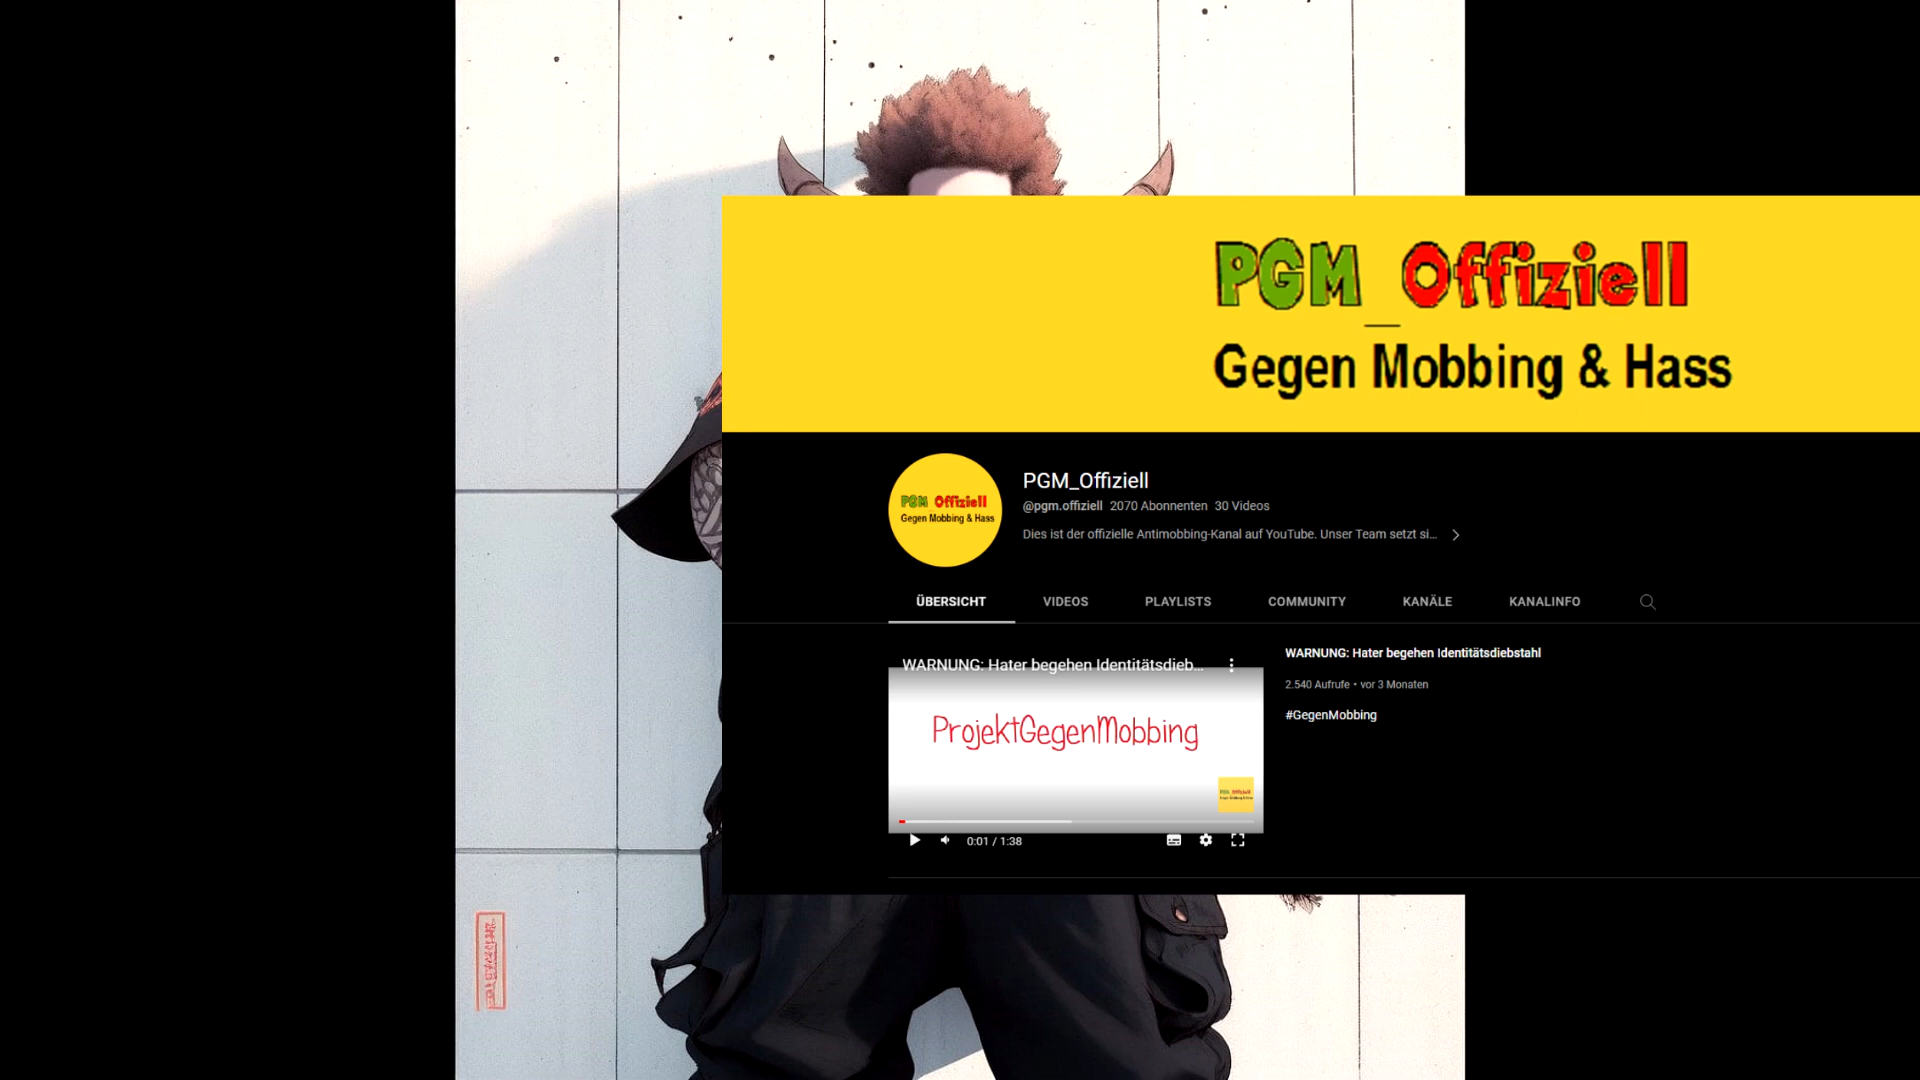 PGM_Offiziell
Gegen Mobbing & Hass
PGM Offiziell
Gegen Mobbing & Hass
PGM_Offiziell
@pgm.offiziell 2070 Abonnenten 30 Videos
Dies ist der offizielle Antimobbing-Kanal auf YouTube. Unser Team setzt si...
ÜBERSICHT VIDEOS PLAYLISTS COMMUNITY KANÄLE KANALINFO
WARNUNG: Hater begehen Identitätsdieb...
ProjektGegenMobbing
0:01 / 1:38
WARNUNG: Hater begehen Identitätsdiebstahl
2.540 Aufrufe • vor 3 Monaten
#GegenMobbing